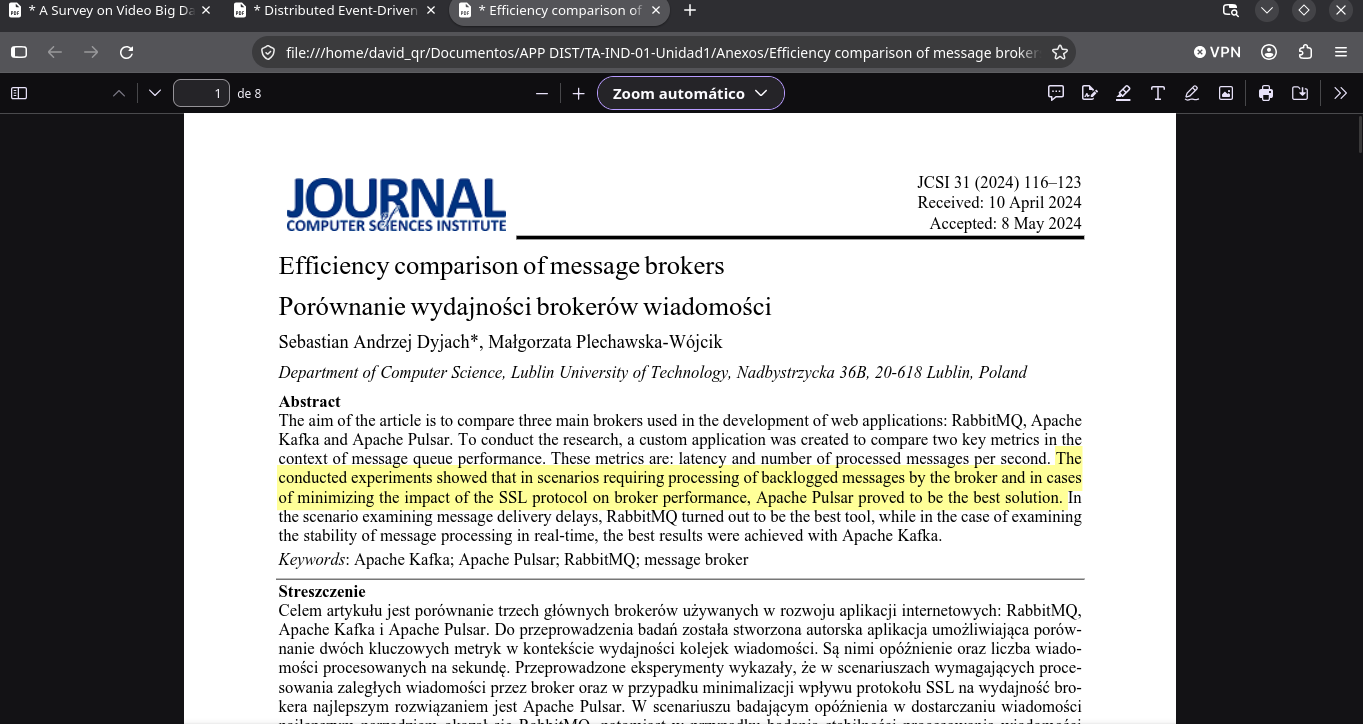 * A Survey on Video Big Da
* Distributed Event-Driven
* Efficiency comparison of
file:///home/david_qr/Documentos/APP DIST/TA-IND-01-Unidad1/Anexos/Efficiency comparison of message broker
VPN
1 de 8
Zoom automático
JOURNAL
of
COMPUTER SCIENCES INSTITUTE
JCSI 31 (2024) 116–123
Received: 10 April 2024
Accepted: 8 May 2024
Efficiency comparison of message brokers
Porównanie wydajności brokerów wiadomości
Sebastian Andrzej Dyjach*, Małgorzata Plechawska-Wójcik
Department of Computer Science, Lublin University of Technology, Nadbystrzycka 36B, 20-618 Lublin, Poland
Abstract
The aim of the article is to compare three main brokers used in the development of web applications: RabbitMQ, Apache
Kafka and Apache Pulsar. To conduct the research, a custom application was created to compare two key metrics in the
context of message queue performance. These metrics are: latency and number of processed messages per second. The
conducted experiments showed that in scenarios requiring processing of backlogged messages by the broker and in cases
of minimizing the impact of the SSL protocol on broker performance, Apache Pulsar proved to be the best solution. In
the scenario examining message delivery delays, RabbitMQ turned out to be the best tool, while in the case of examining
the stability of message processing in real-time, the best results were achieved with Apache Kafka.
Keywords: Apache Kafka; Apache Pulsar; RabbitMQ; message broker
Streszczenie
Celem artykułu jest porównanie trzech głównych brokerów używanych w rozwoju aplikacji internetowych: RabbitMQ,
Apache Kafka i Apache Pulsar. Do przeprowadzenia badań została stworzona autorska aplikacja umożliwiająca porów-
nanie dwóch kluczowych metryk w kontekście wydajności kolejek wiadomości. Są nimi opóźnienie oraz liczba wiado-
mości procesowanych na sekundę. Przeprowadzone eksperymenty wykazały, że w scenariuszach wymagających proce-
sowania zaległych wiadomości przez broker oraz w przypadku minimalizacji wpływu protokołu SSL na wydajność bro-
kera najlepszym rozwiązaniem jest Apache Pulsar. W scenariuszu badającym opóźnienia w dostarczaniu wiadomości